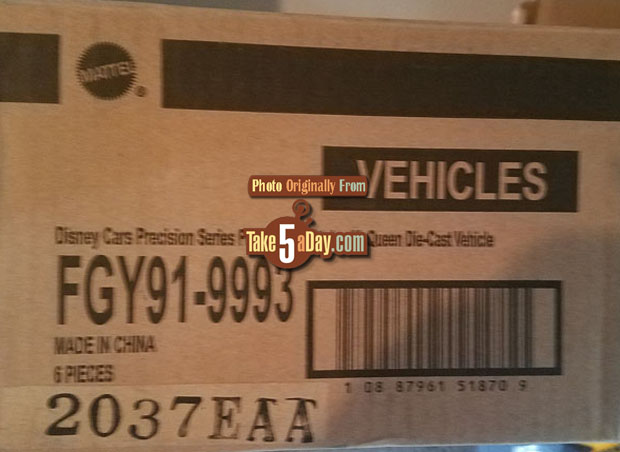 MATTEL
®
VEHICLES
Photo Originally From
@
Disney Cars Precision Series Queen Die-Cast Vehicle
Take 5 aDay.com
FGY91-9993
MADE IN CHINA
6 PIECES
1 08 87961 51870 9
2037EAA